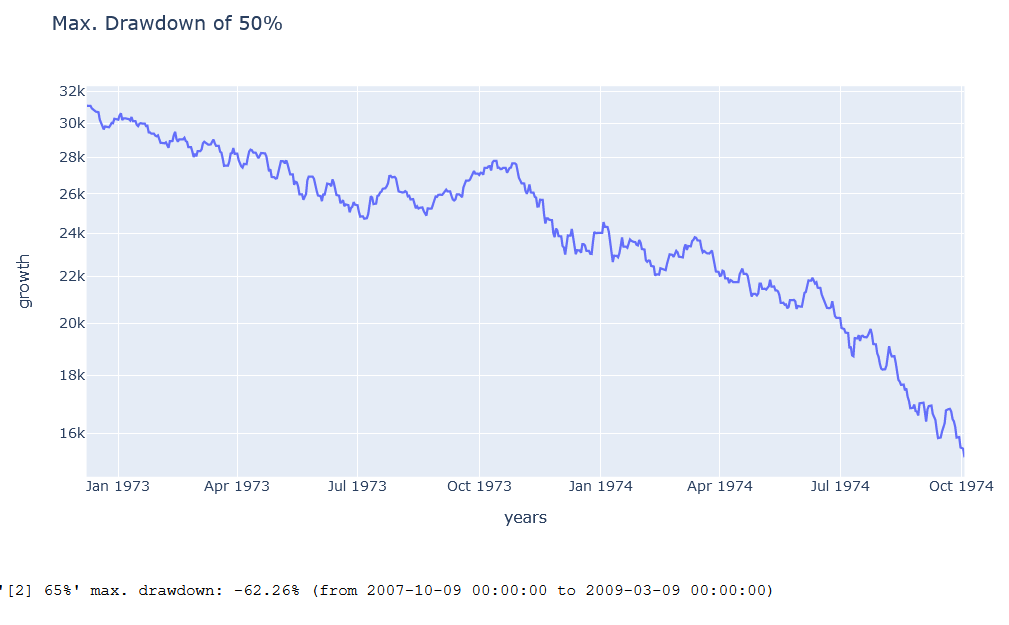 Max. Drawdown of 50%
32k
30k
28k
26k
24k
22k
20k
18k
16k
growth
Jan 1973 Apr 1973 Jul 1973 Oct 1973 Jan 1974 Apr 1974 Jul 1974 Oct 1974
years
'[2] 65%' max. drawdown: -62.26% (from 2007-10-09 00:00:00 to 2009-03-09 00:00:00)